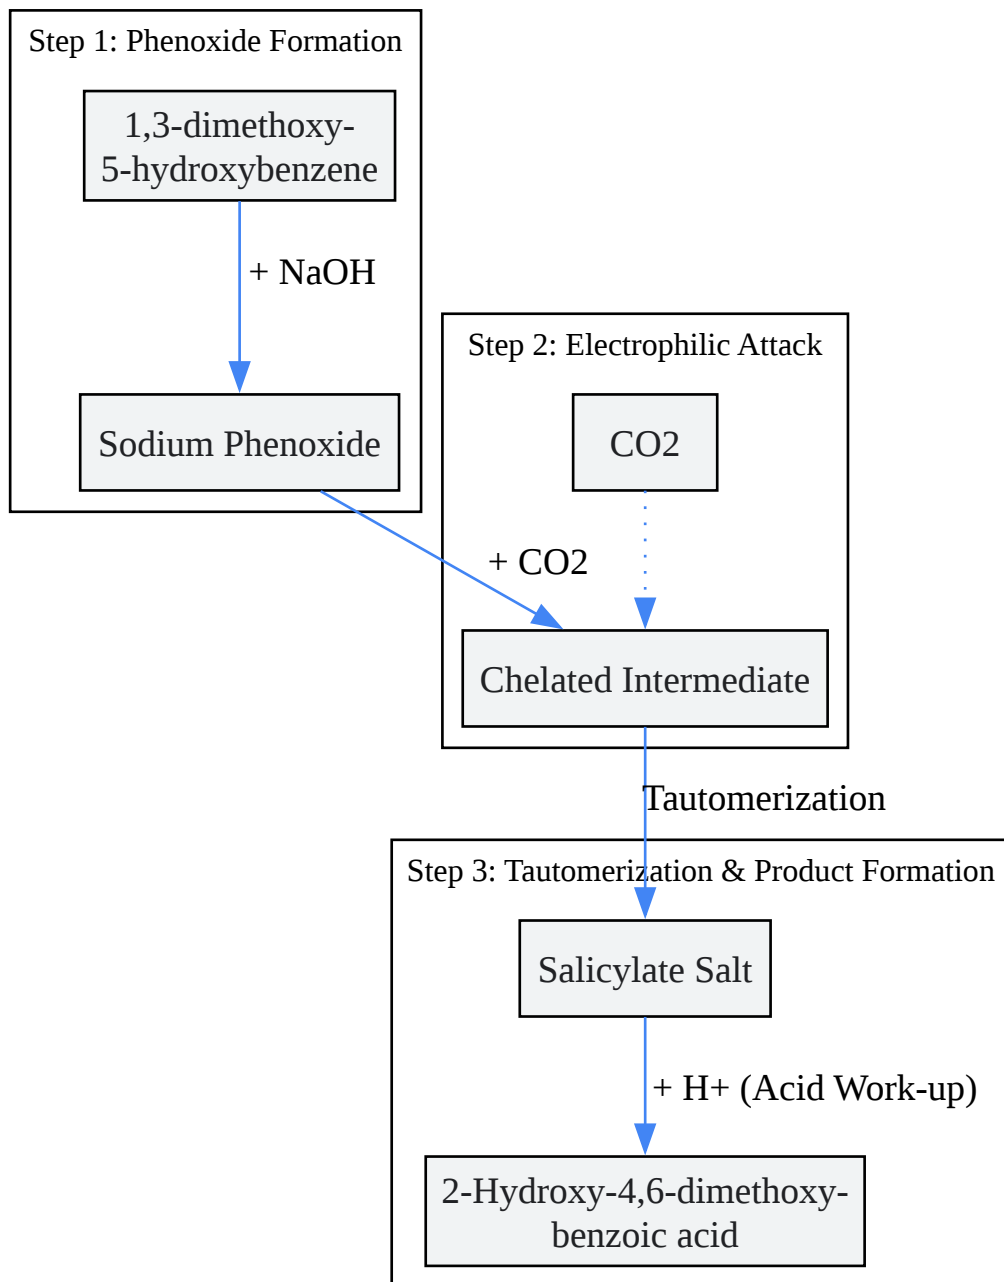 Step 1: Phenoxide Formation
1,3-dimethoxy-
5-hydroxybenzene
+ NaOH
Sodium Phenoxide
Step 2: Electrophilic Attack
CO2
+ CO2
Chelated Intermediate
Tautomerization
Step 3: Tautomerization & Product Formation
Salicylate Salt
+ H+ (Acid Work-up)
2-Hydroxy-4,6-dimethoxy-
benzoic acid